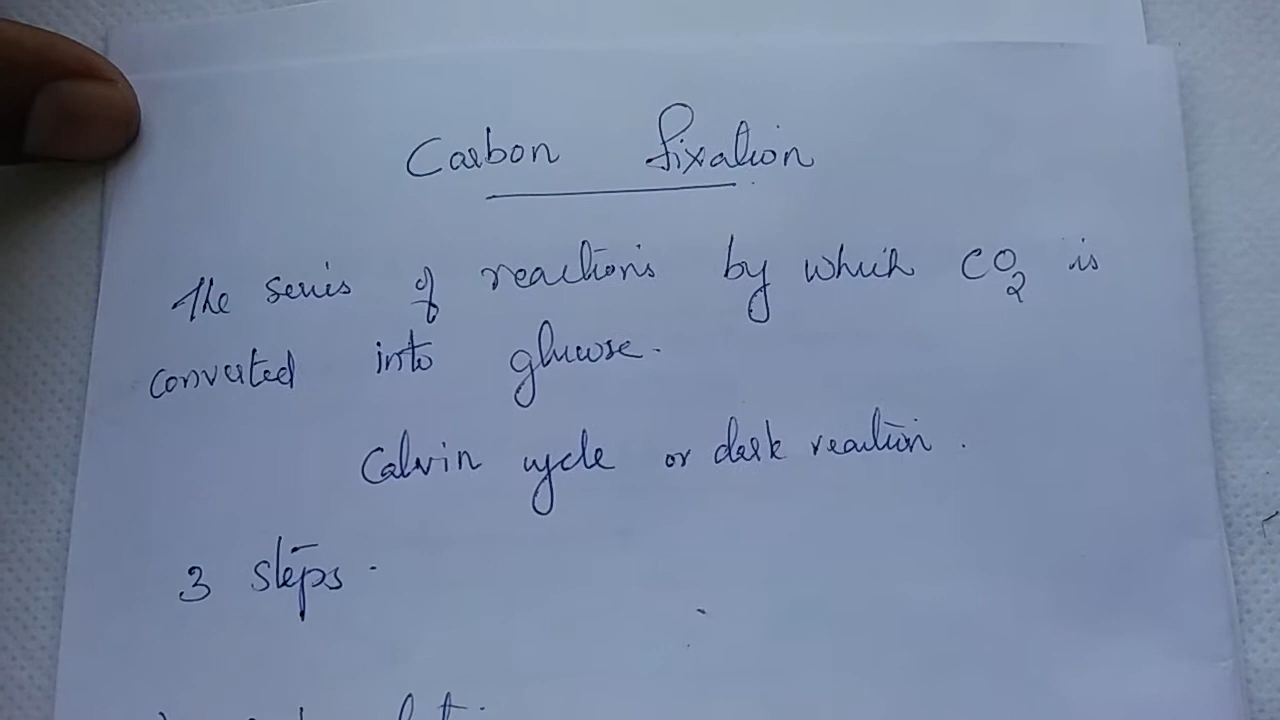 Carbon fixation
The series of reactions by which CO2 is
converted into glucose.
Calvin cycle or dark reaction.
3 steps.